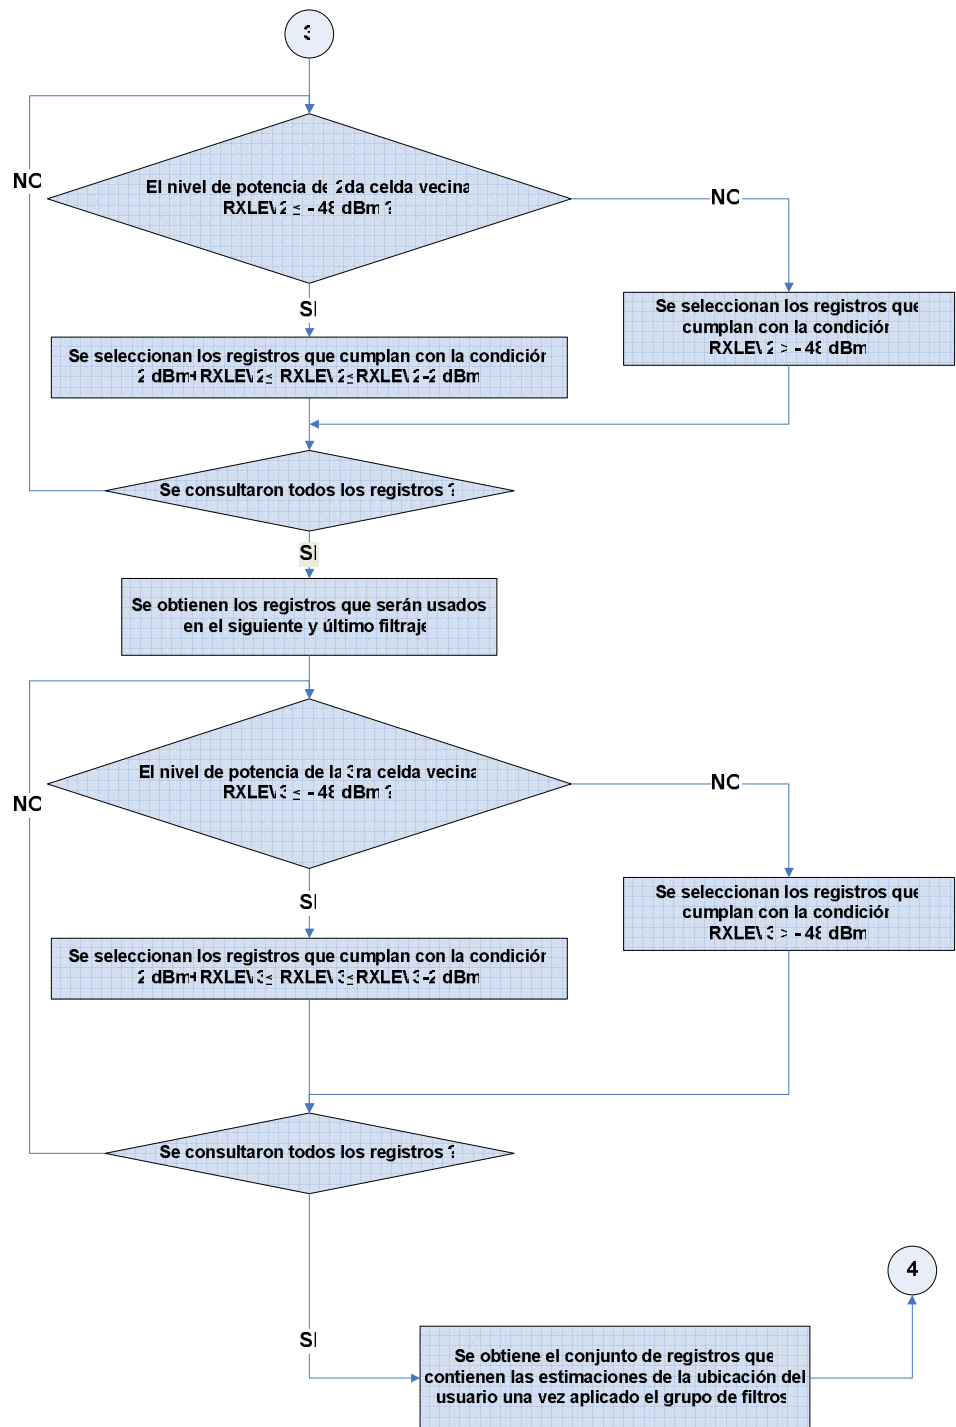 3
El nivel de potencia de 2da celda vecina
RXLEV2 ≤ -48 dBm ?
NO
NO
SI
Se seleccionan los registros que
cumplan con la condición
RXLEV2 > -48 dBm
Se seleccionan los registros que cumplan con la condición
2 dBm+RXLEV2≤ RXLEV2≤RXLEV2-2 dBm
Se consultaron todos los registros ?
SI
Se obtienen los registros que serán usados
en el siguiente y último filtraje
El nivel de potencia de la 3ra celda vecina
RXLEV3 ≤ -48 dBm ?
NO
NO
SI
Se seleccionan los registros que
cumplan con la condición
RXLEV3 > -48 dBm
Se seleccionan los registros que cumplan con la condición
2 dBm+RXLEV3≤ RXLEV3≤RXLEV3-2 dBm
Se consultaron todos los registros ?
4
SI
Se obtiene el conjunto de registros que
contienen las estimaciones de la ubicación del
usuario una vez aplicado el grupo de filtros